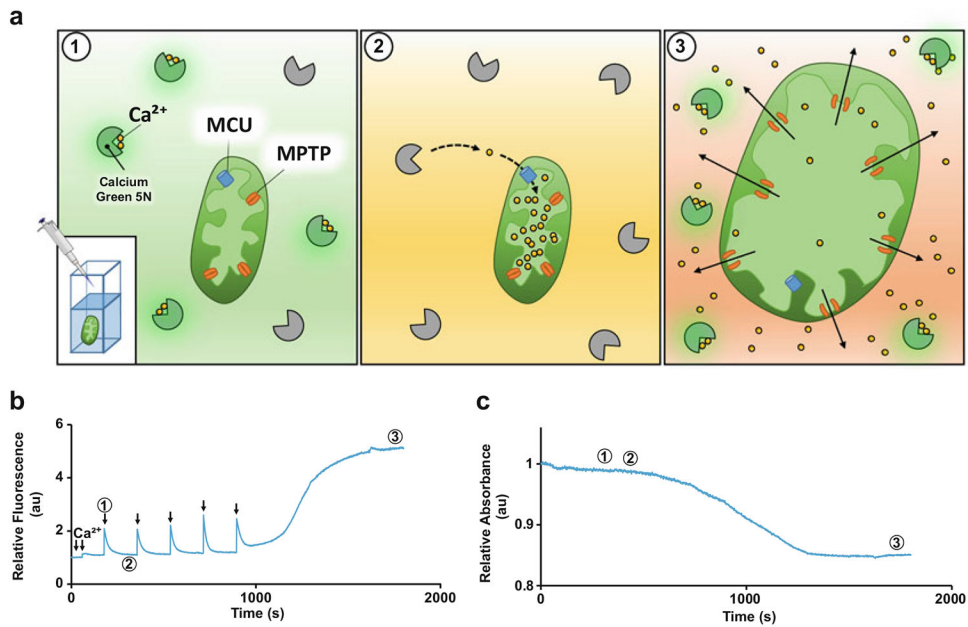 a
1
2
3
Ca²⁺
MCU
MPTP
Calcium
Green 5N
b
6
4
2
0
Relative Fluorescence
(au)
Ca²⁺
1
2
3
0
1000
2000
Time (s)
c
1
0.9
0.8
Relative Absorbance
(au)
1
2
3
0
1000
2000
Time (s)